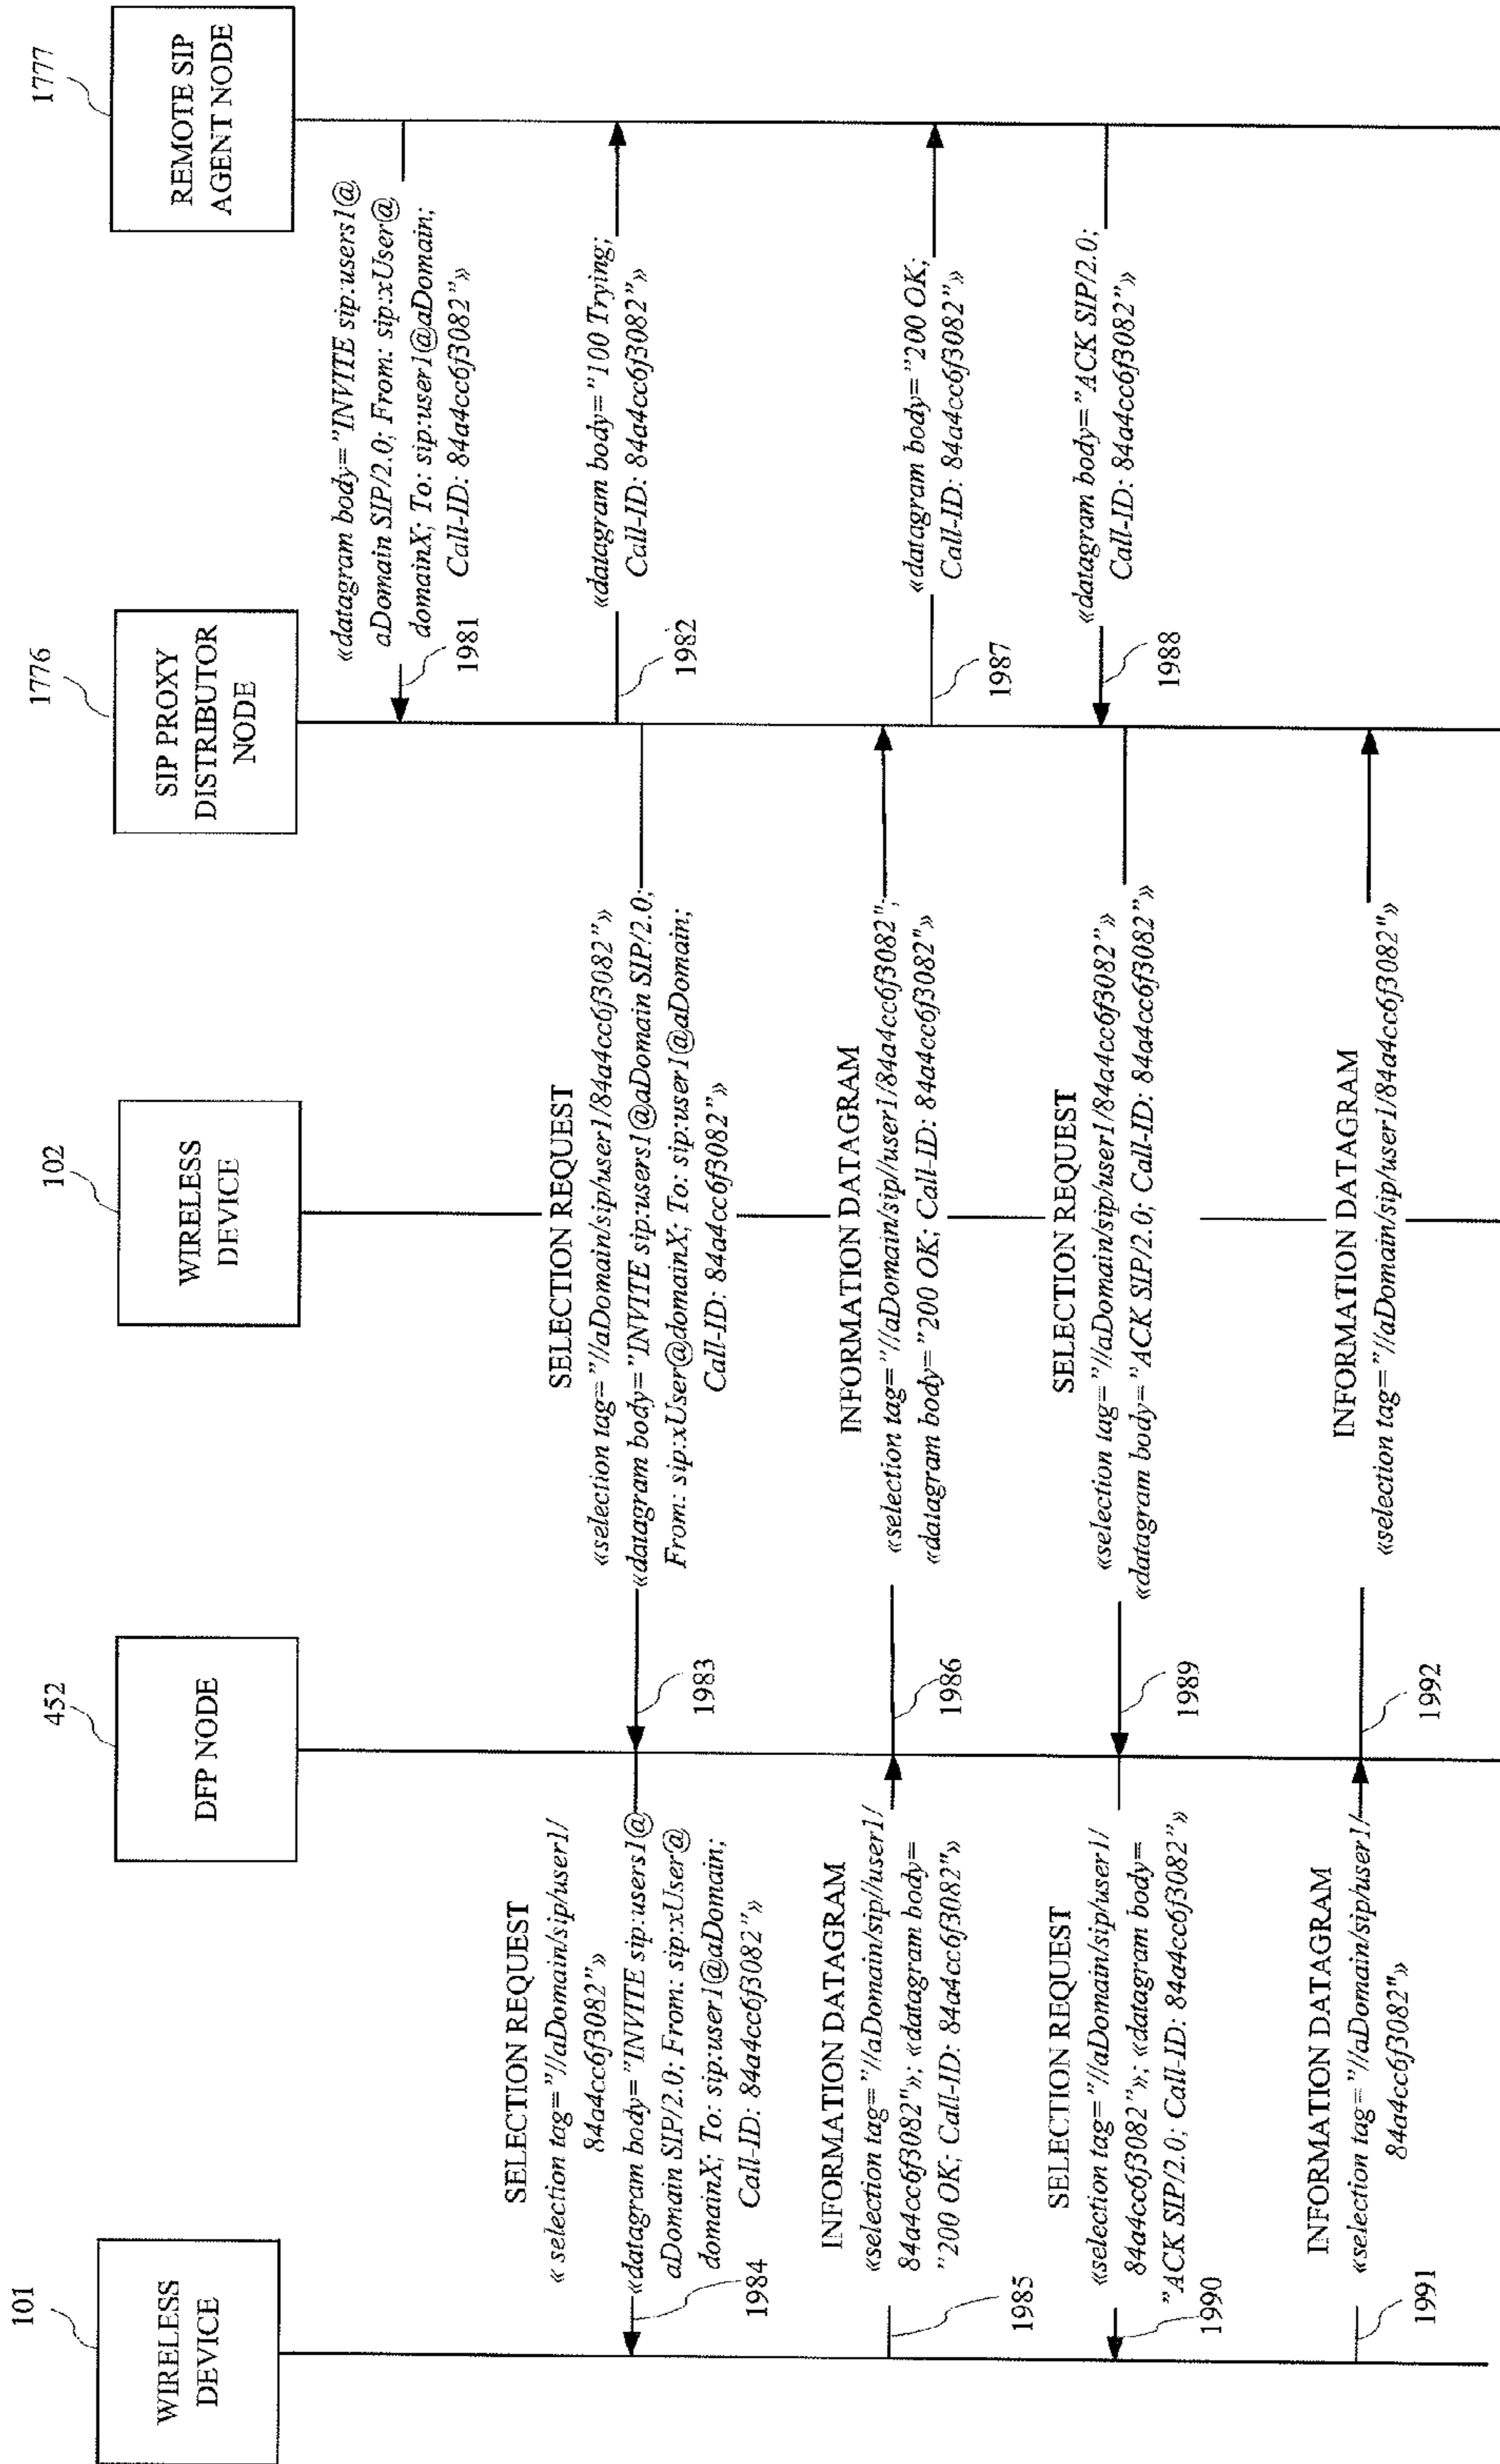 101
WIRELESS
DEVICE
452
DFP NODE
102
WIRELESS
DEVICE
1776
SIP PROXY
DISTRIBUTOR
NODE
1777
REMOTE SIP
AGENT NODE
«datagram body="INVITE sip:users1@
aDomain SIP/2.0; From: sip:xUser@
domainX; To: sip:user1@aDomain;
Call-ID: 84a4cc6f3082"»
1981
«datagram body="100 Trying;
Call-ID: 84a4cc6f3082"»
1982
SELECTION REQUEST
«selection tag="//aDomain/sip/user1/84a4cc6f3082"»
«datagram body="INVITE sip:users1@aDomain SIP/2.0;
From: sip:xUser@domainX; To: sip:user1@aDomain;
Call-ID: 84a4cc6f3082"»
1983
SELECTION REQUEST
« selection tag="//aDomain/sip/user1/
84a4cc6f3082"»
«datagram body="INVITE sip:users1@
aDomain SIP/2.0; From: sip:xUser@
domainX; To: sip:user1@aDomain;
Call-ID: 84a4cc6f3082"»
1984
INFORMATION DATAGRAM
«selection tag="//aDomain/sip//user1/
84a4cc6f3082"»; «datagram body=
"200 OK; Call-ID: 84a4cc6f3082"»
1985
INFORMATION DATAGRAM
«selection tag="//aDomain/sip//user1/84a4cc6f3082";
«datagram body="200 OK; Call-ID: 84a4cc6f3082"»
1986
«datagram body="200 OK;
Call-ID: 84a4cc6f3082"»
1987
«datagram body="ACK SIP/2.0;
Call-ID: 84a4cc6f3082"»
1988
SELECTION REQUEST
«selection tag="//aDomain/sip/user1/84a4cc6f3082"»
«datagram body="ACK SIP/2.0; Call-ID: 84a4cc6f3082"»
1989
SELECTION REQUEST
«selection tag="//aDomain/sip/user1/
84a4cc6f3082"»; «datagram body=
"ACK SIP/2.0; Call-ID: 84a4cc6f3082"»
1990
INFORMATION DATAGRAM
«selection tag="//aDomain/sip/user1/
84a4cc6f3082"»
1991
INFORMATION DATAGRAM
«selection tag="//aDomain/sip/user1/84a4cc6f3082"»
1992